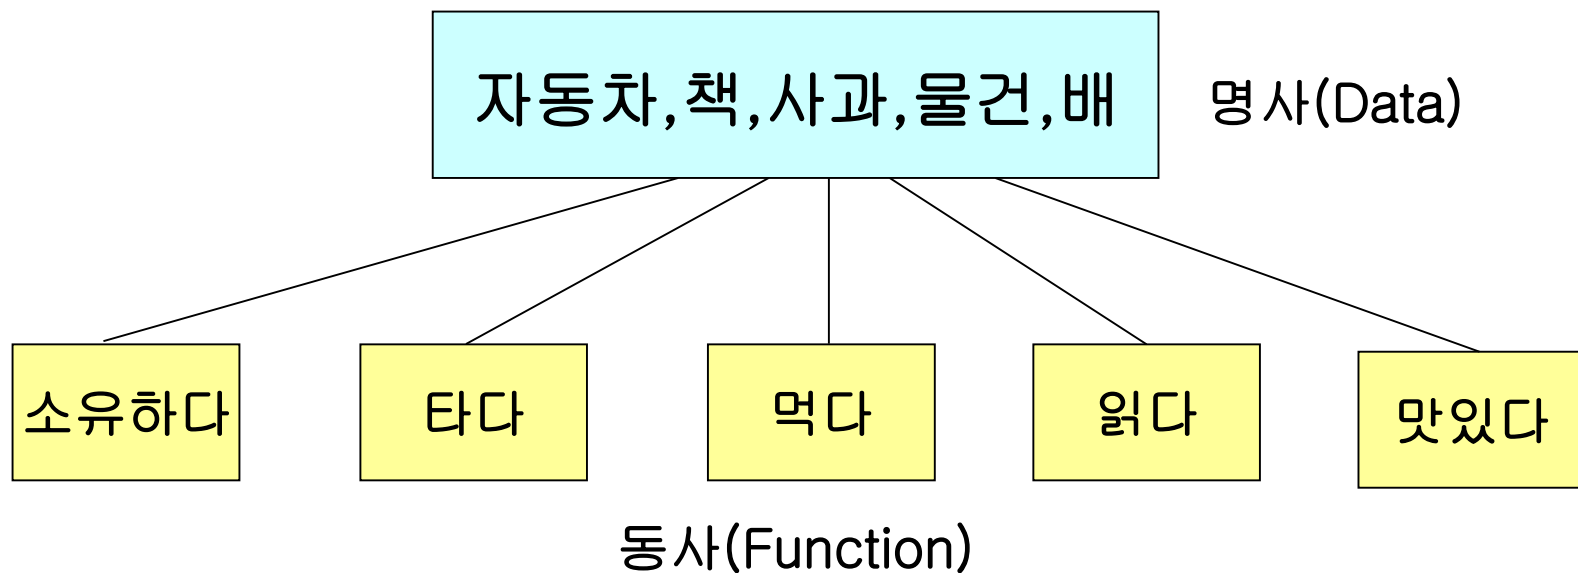 자동차,책,사과,물건,배
명사(Data)
소유하다
타다
먹다
읽다
맛있다
동사(Function)